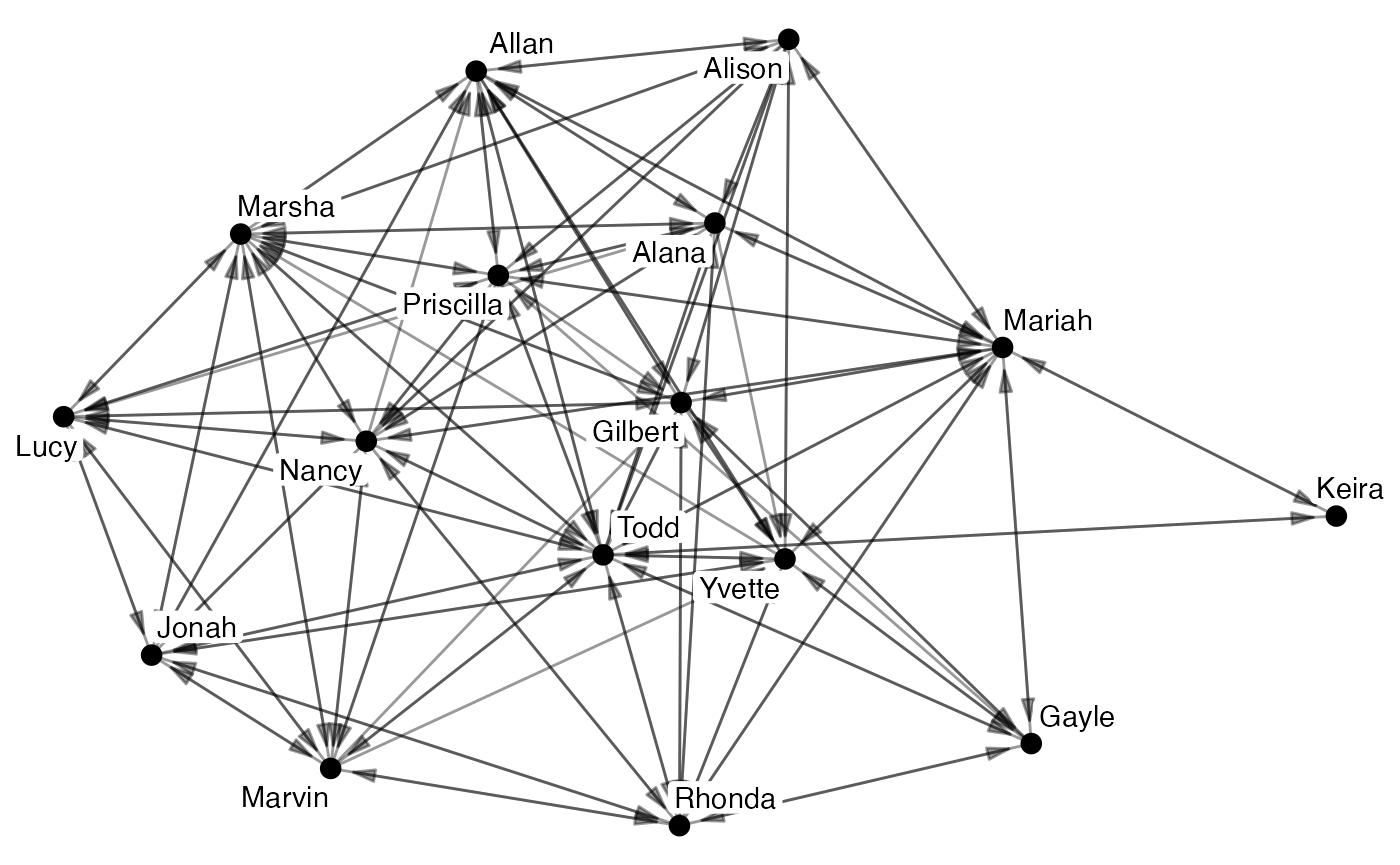 Allan
Alison
Marsha
Alana
Priscilla
Mariah
Gilbert
Lucy
Nancy
Keira
Todd
Yvette
Jonah
Gayle
Marvin
Rhonda